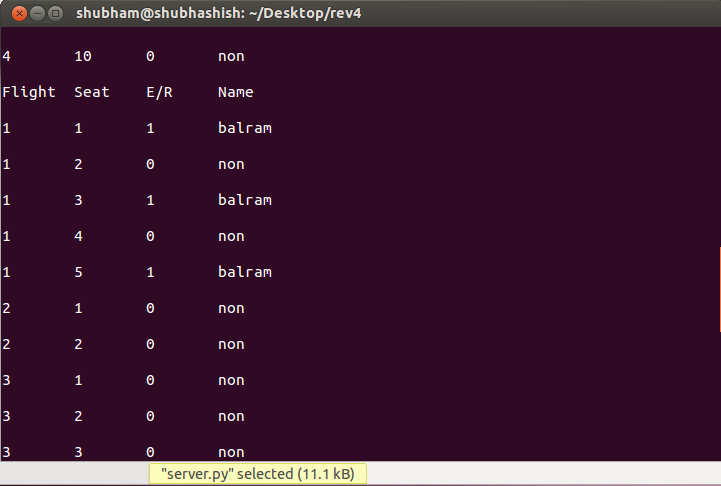 shubham@shubhashish: ~/Desktop/rev4
4 10 0 non
Flight Seat E/R Name
1 1 1 balram
1 2 0 non
1 3 1 balram
1 4 0 non
1 5 1 balram
2 1 0 non
2 2 0 non
3 1 0 non
3 2 0 non
3 3 0 non
"server.py" selected (11.1 kB)